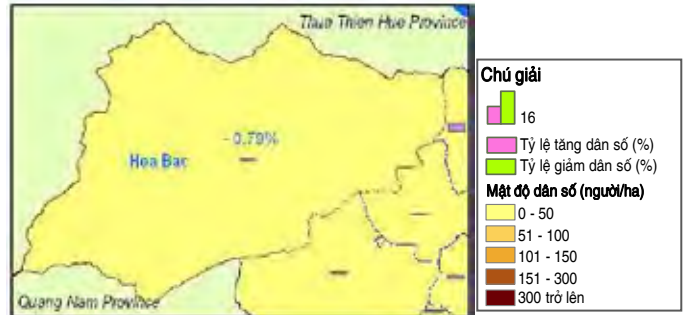 Thua Thien Hue Province
- 0.79%
Hoa Bac
Quang Nam Province
Chú giải
16
Tỷ lệ tăng dân số (%)
Tỷ lệ giảm dân số (%)
Mật độ dân số (người/ha)
0 - 50
51 - 100
101 - 150
151 - 300
300 trở lên